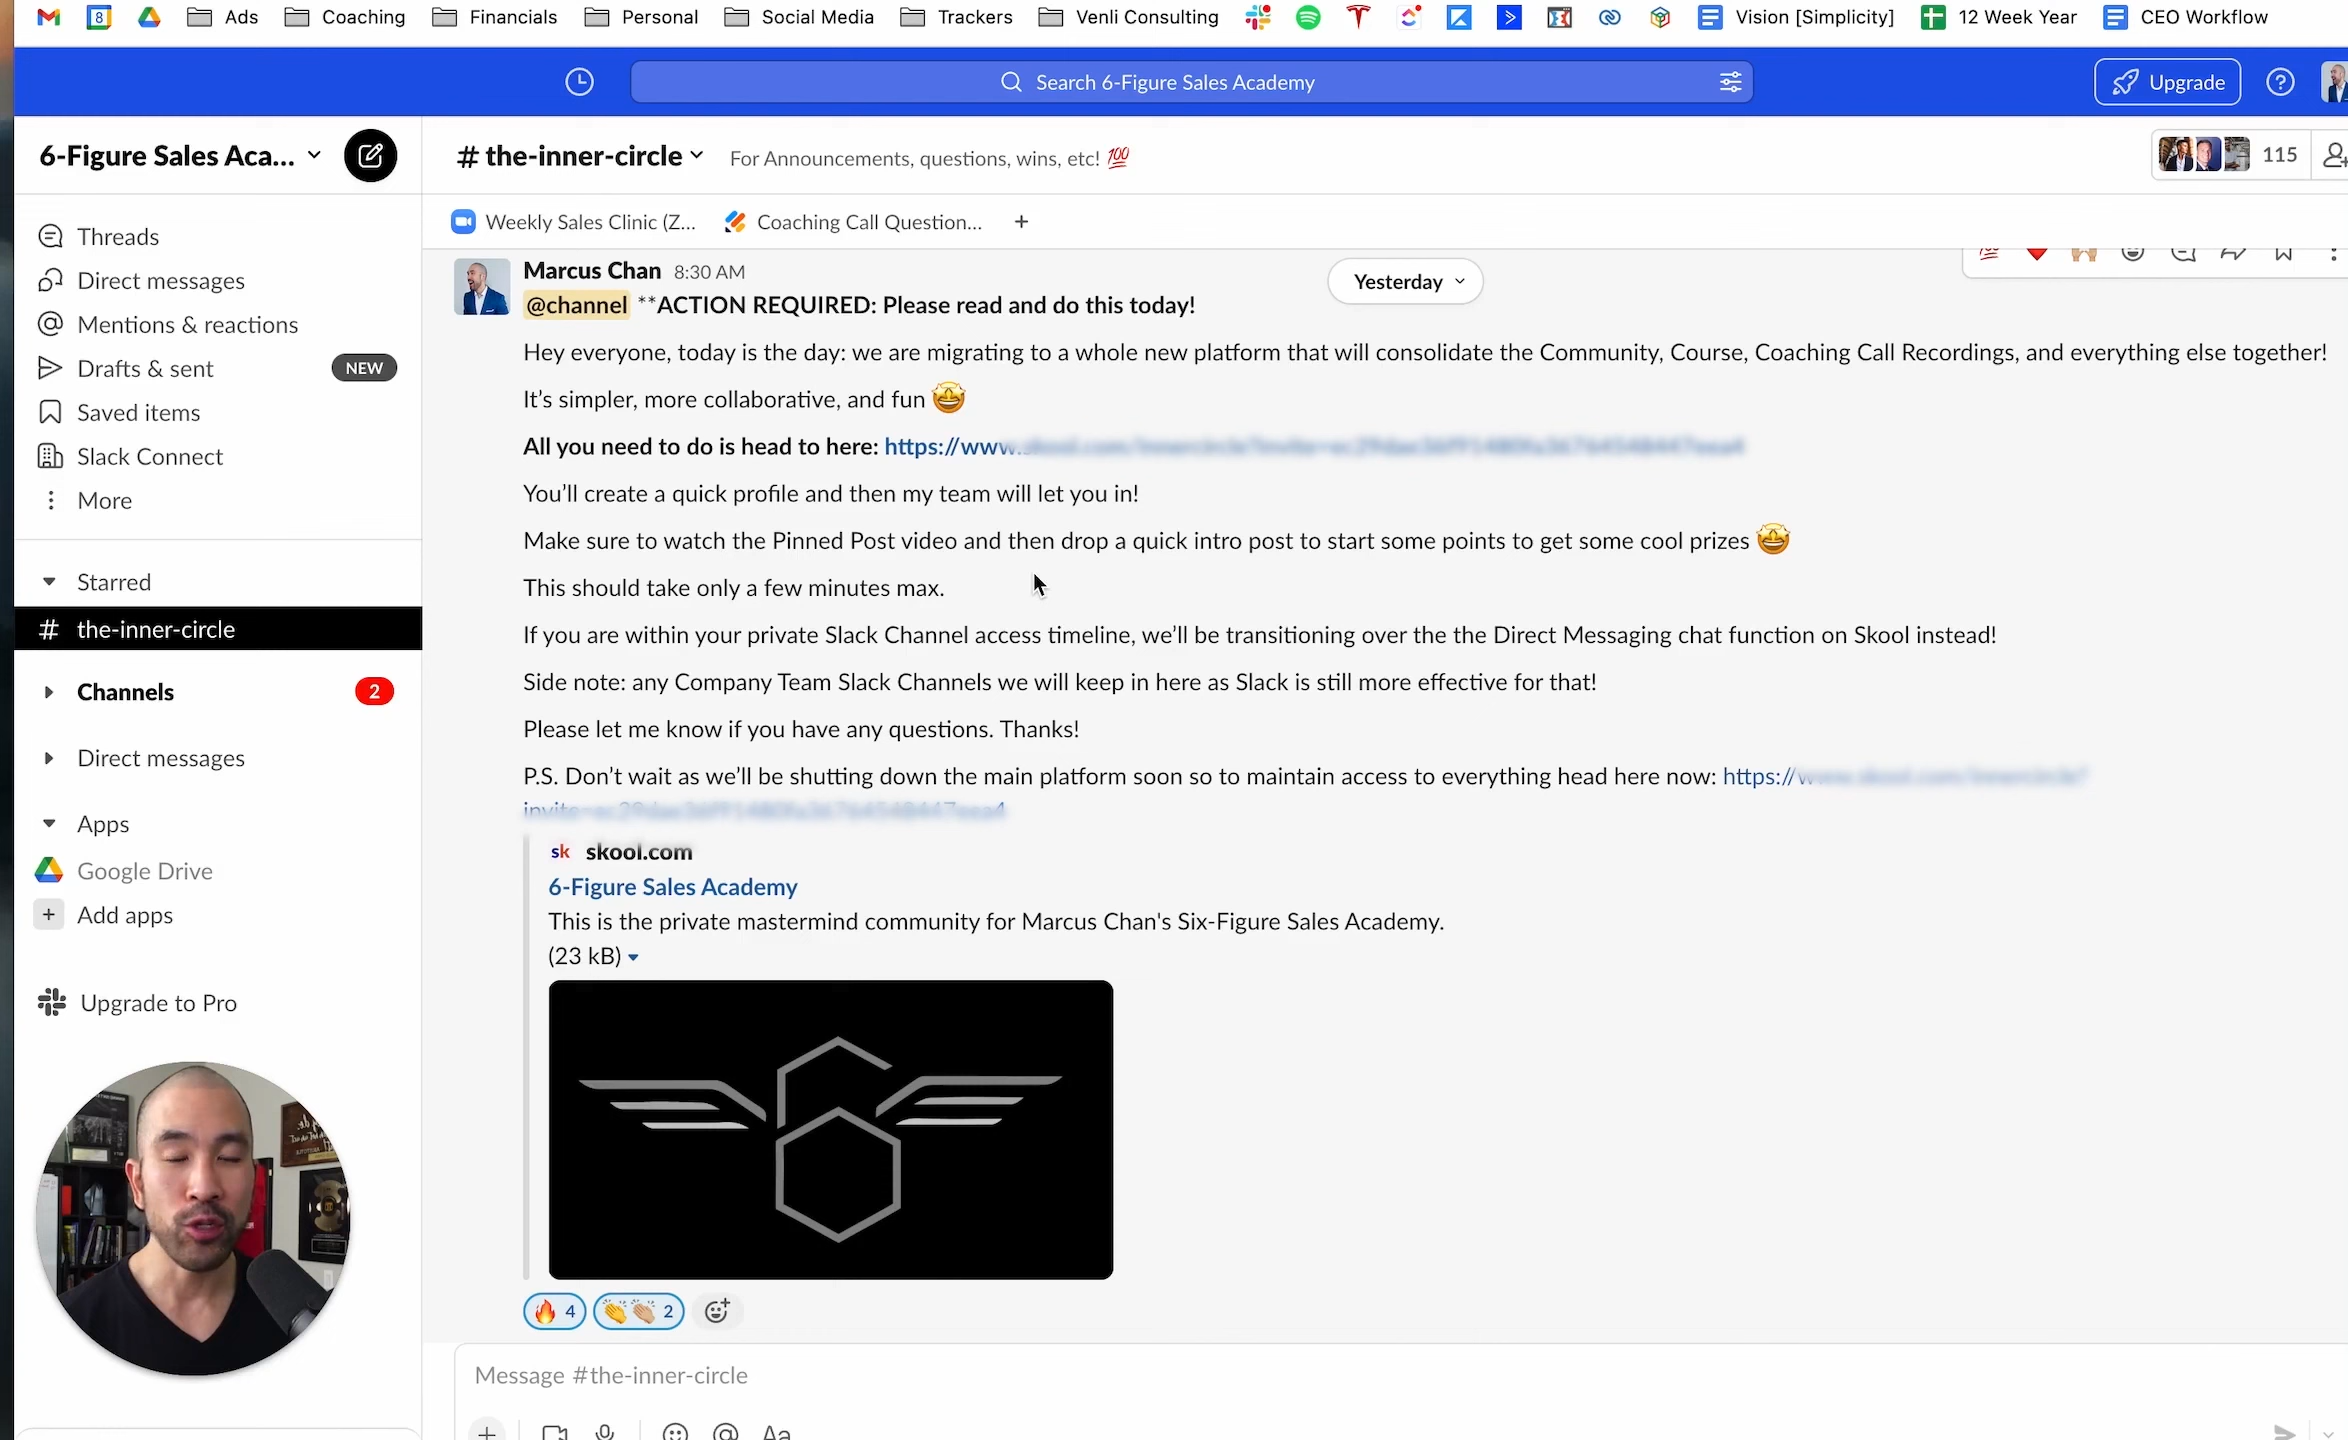 Ads
Coaching
Financials
Personal
Social Media
Trackers
Venli Consulting
Vision [Simplicity]
12 Week Year
CEO Workflow
Search 6-Figure Sales Academy
Upgrade
6-Figure Sales Aca...
# the-inner-circle
For Announcements, questions, wins, etc! 💯
115
Threads
Direct messages
Mentions & reactions
Drafts & sent
NEW
Saved items
Slack Connect
More
Starred
# the-inner-circle
Channels
2
Direct messages
Apps
Google Drive
Add apps
Upgrade to Pro
Weekly Sales Clinic (Z...
Coaching Call Question...
Marcus Chan 8:30 AM
Yesterday
@channel **ACTION REQUIRED: Please read and do this today!
Hey everyone, today is the day: we are migrating to a whole new platform that will consolidate the Community, Course, Coaching Call Recordings, and everything else together!
It's simpler, more collaborative, and fun 🤩
All you need to do is head to here: https://www.
You'll create a quick profile and then my team will let you in!
Make sure to watch the Pinned Post video and then drop a quick intro post to start some points to get some cool prizes 🤩
This should take only a few minutes max.
If you are within your private Slack Channel access timeline, we'll be transitioning over the the Direct Messaging chat function on Skool instead!
Side note: any Company Team Slack Channels we will keep in here as Slack is still more effective for that!
Please let me know if you have any questions. Thanks!
P.S. Don't wait as we'll be shutting down the main platform soon so to maintain access to everything head here now: https://
sk skool.com
6-Figure Sales Academy
This is the private mastermind community for Marcus Chan's Six-Figure Sales Academy.
(23 kB)
🔥 4
👏👏🏼 2
Message #the-inner-circle
Aa